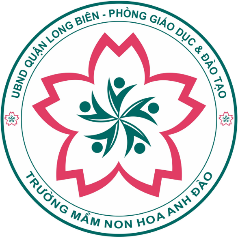 UBND QUẬN LONG BIÊN - PHÒNG GIÁO DỤC & ĐÀO TẠO
TRƯỜNG MẦM NON HOA ANH ĐÀO